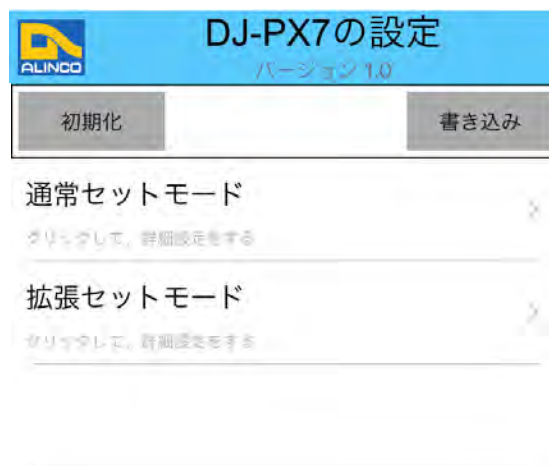 ALINCO
DJ-PX7の設定
バージョン 1.0
初期化
書き込み
通常セットモード
クリックして、詳細設定をする
拡張セットモード
クリックして、詳細設定をする